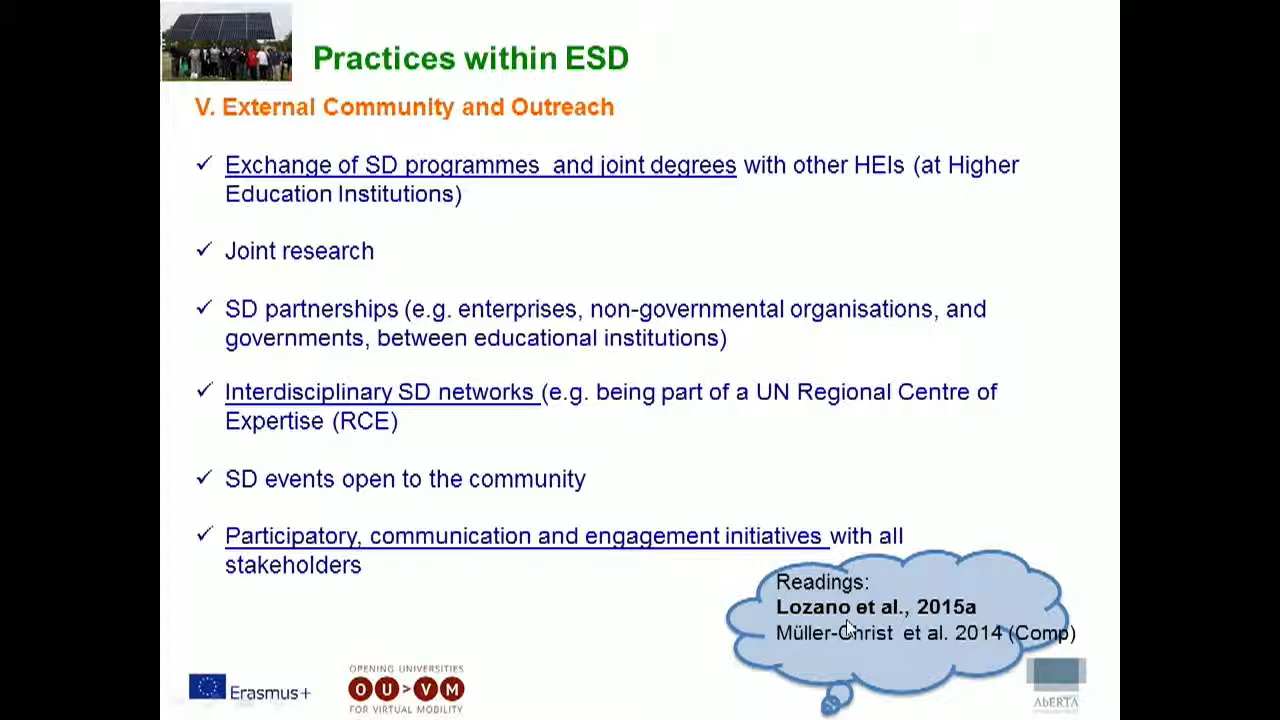 Practices within ESD
V. External Community and Outreach
✓ Exchange of SD programmes and joint degrees with other HEIs (at Higher
Education Institutions)
✓ Joint research
✓ SD partnerships (e.g. enterprises, non-governmental organisations, and
governments, between educational institutions)
✓ Interdisciplinary SD networks (e.g. being part of a UN Regional Centre of
Expertise (RCE)
✓ SD events open to the community
✓ Participatory, communication and engagement initiatives with all
stakeholders
Readings:
Lozano et al., 2015a
Müller-Christ et al. 2014 (Comp)
Erasmus+
OPENING UNIVERSITIES
OU>VM
FOR VIRTUAL MOBILITY
AbERTA